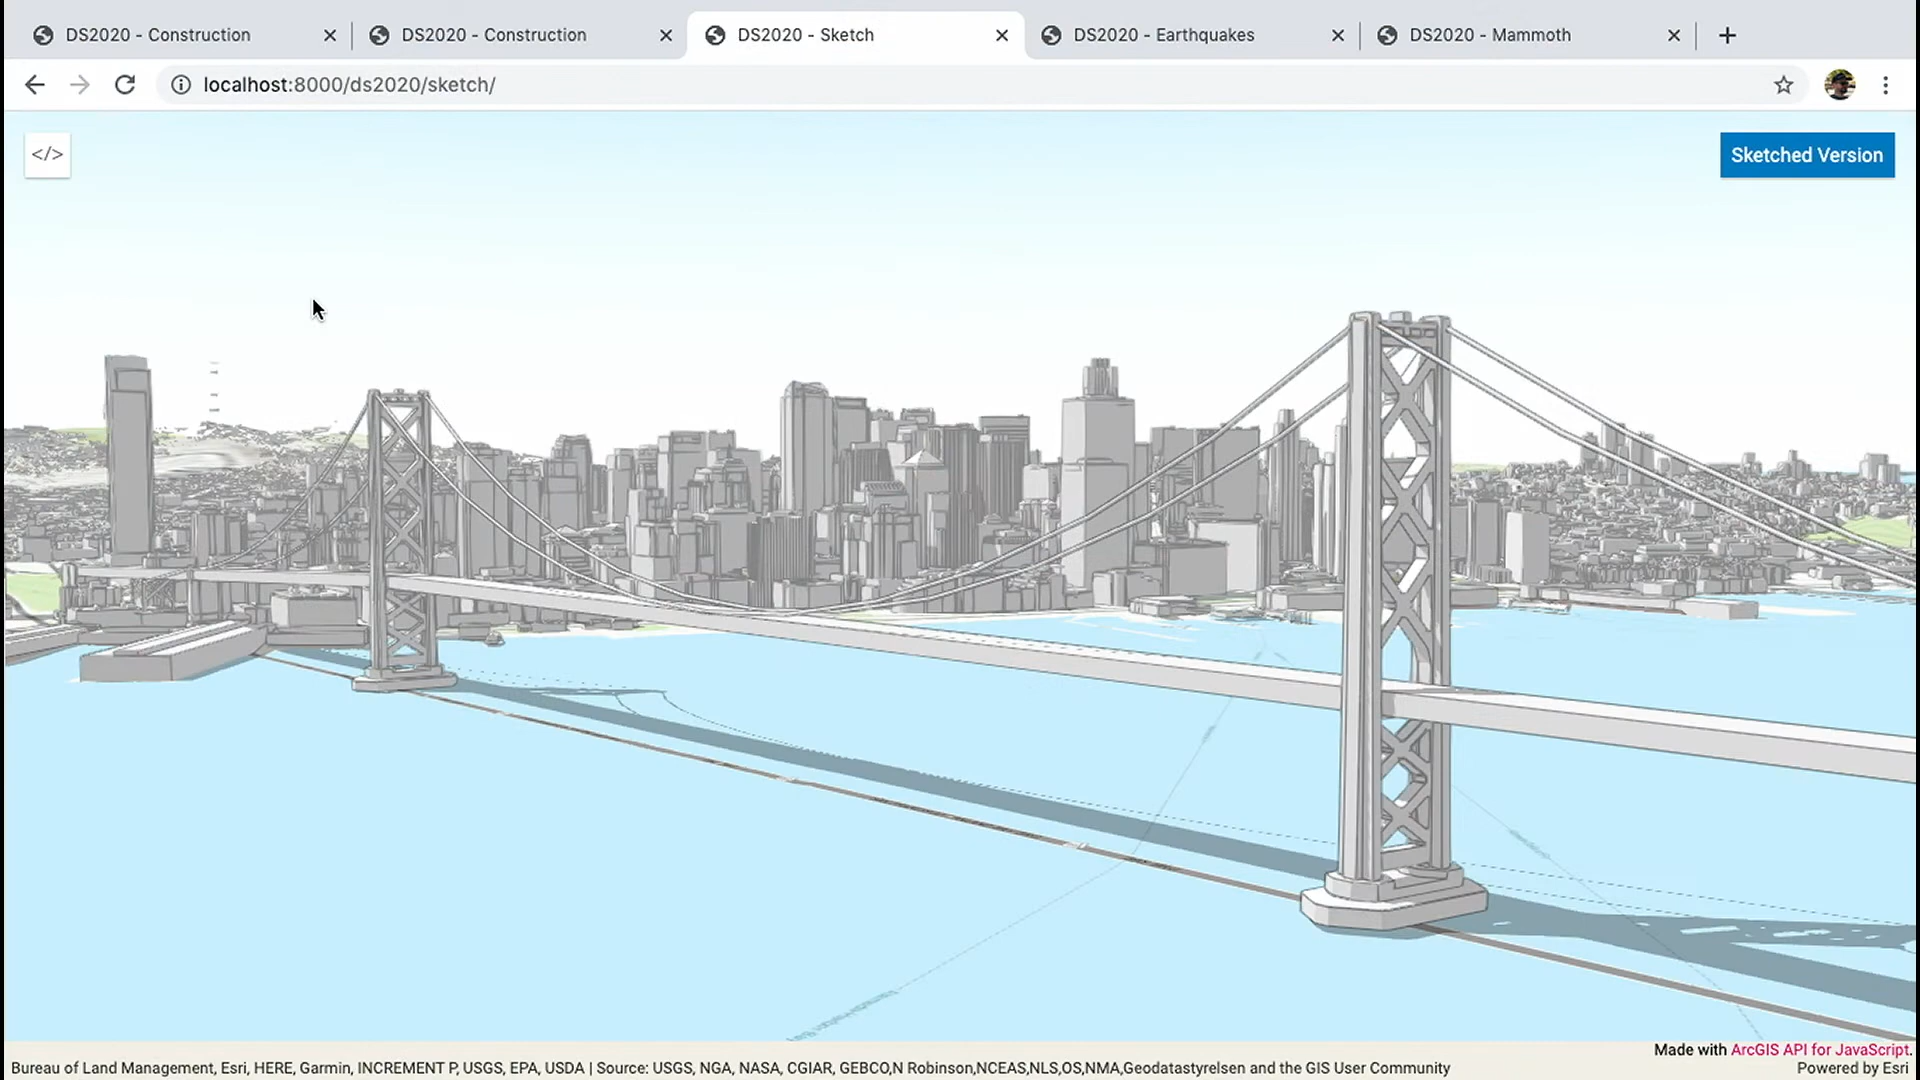 DS2020 - Construction
DS2020 - Construction
DS2020 - Sketch
DS2020 - Earthquakes
DS2020 - Mammoth
localhost:8000/ds2020/sketch/
</>
Sketched Version
Made with ArcGIS API for JavaScript.
Bureau of Land Management, Esri, HERE, Garmin, INCREMENT P, USGS, EPA, USDA | Source: USGS, NGA, NASA, CGIAR, GEBCO,N Robinson,NCEAS,NLS,OS,NMA,Geodatastyrelsen and the GIS User Community
Powered by Esri